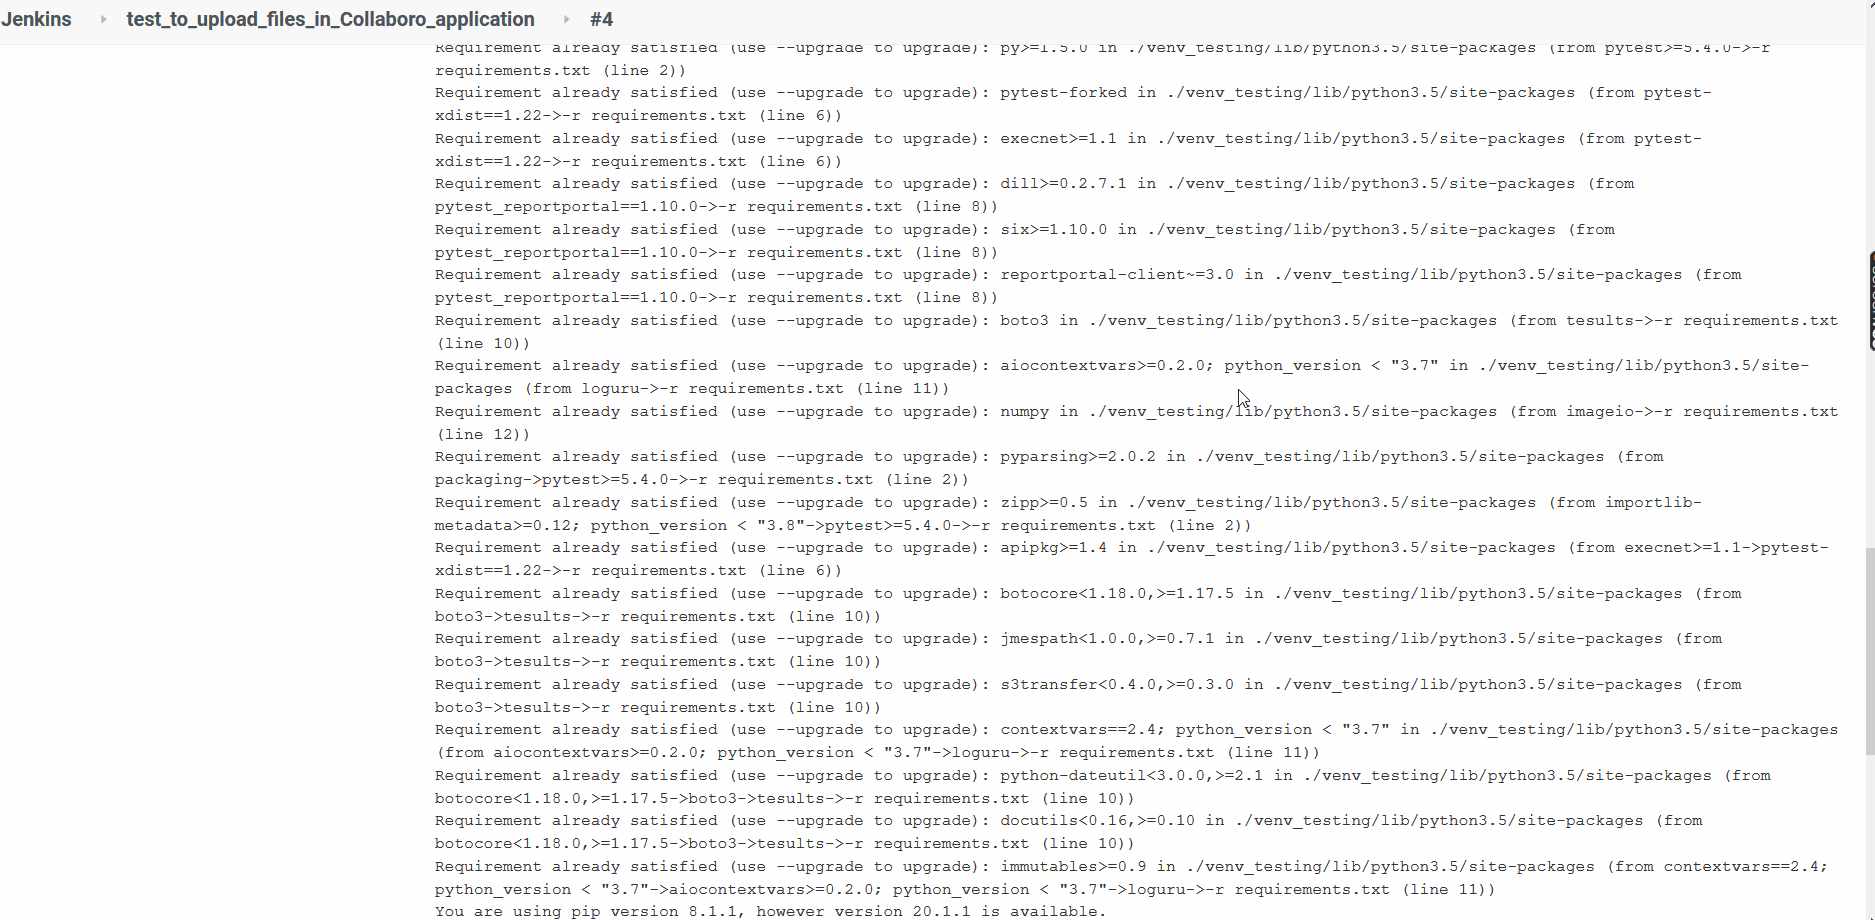 Jenkins test_to_upload_files_in_Collaboro_application #4
Requirement already satisfied (use --upgrade to upgrade): py>=1.5.0 in ./venv_testing/lib/python3.5/site-packages (from pytest>=5.4.0->-r
requirements.txt (line 2))
Requirement already satisfied (use --upgrade to upgrade): pytest-forked in ./venv_testing/lib/python3.5/site-packages (from pytest-
xdist==1.22->-r requirements.txt (line 6))
Requirement already satisfied (use --upgrade to upgrade): execnet>=1.1 in ./venv_testing/lib/python3.5/site-packages (from pytest-
xdist==1.22->-r requirements.txt (line 6))
Requirement already satisfied (use --upgrade to upgrade): dill>=0.2.7.1 in ./venv_testing/lib/python3.5/site-packages (from
pytest_reportportal==1.10.0->-r requirements.txt (line 8))
Requirement already satisfied (use --upgrade to upgrade): six>=1.10.0 in ./venv_testing/lib/python3.5/site-packages (from
pytest_reportportal==1.10.0->-r requirements.txt (line 8))
Requirement already satisfied (use --upgrade to upgrade): reportportal-client~=3.0 in ./venv_testing/lib/python3.5/site-packages (from
pytest_reportportal==1.10.0->-r requirements.txt (line 8))
Requirement already satisfied (use --upgrade to upgrade): boto3 in ./venv_testing/lib/python3.5/site-packages (from tesults->-r requirements.txt
(line 10))
Requirement already satisfied (use --upgrade to upgrade): aiocontextvars>=0.2.0; python_version < "3.7" in ./venv_testing/lib/python3.5/site-
packages (from loguru->-r requirements.txt (line 11))
Requirement already satisfied (use --upgrade to upgrade): numpy in ./venv_testing/lib/python3.5/site-packages (from imageio->-r requirements.txt
(line 12))
Requirement already satisfied (use --upgrade to upgrade): pyparsing>=2.0.2 in ./venv_testing/lib/python3.5/site-packages (from
packaging->pytest>=5.4.0->-r requirements.txt (line 2))
Requirement already satisfied (use --upgrade to upgrade): zipp>=0.5 in ./venv_testing/lib/python3.5/site-packages (from importlib-
metadata>=0.12; python_version < "3.8"->pytest>=5.4.0->-r requirements.txt (line 2))
Requirement already satisfied (use --upgrade to upgrade): apipkg>=1.4 in ./venv_testing/lib/python3.5/site-packages (from execnet>=1.1->pytest-
xdist==1.22->-r requirements.txt (line 6))
Requirement already satisfied (use --upgrade to upgrade): botocore<1.18.0,>=1.17.5 in ./venv_testing/lib/python3.5/site-packages (from
boto3->tesults->-r requirements.txt (line 10))
Requirement already satisfied (use --upgrade to upgrade): jmespath<1.0.0,>=0.7.1 in ./venv_testing/lib/python3.5/site-packages (from
boto3->tesults->-r requirements.txt (line 10))
Requirement already satisfied (use --upgrade to upgrade): s3transfer<0.4.0,>=0.3.0 in ./venv_testing/lib/python3.5/site-packages (from
boto3->tesults->-r requirements.txt (line 10))
Requirement already satisfied (use --upgrade to upgrade): contextvars==2.4; python_version < "3.7" in ./venv_testing/lib/python3.5/site-packages
(from aiocontextvars>=0.2.0; python_version < "3.7"->loguru->-r requirements.txt (line 11))
Requirement already satisfied (use --upgrade to upgrade): python-dateutil<3.0.0,>=2.1 in ./venv_testing/lib/python3.5/site-packages (from
botocore<1.18.0,>=1.17.5->boto3->tesults->-r requirements.txt (line 10))
Requirement already satisfied (use --upgrade to upgrade): docutils<0.16,>=0.10 in ./venv_testing/lib/python3.5/site-packages (from
botocore<1.18.0,>=1.17.5->boto3->tesults->-r requirements.txt (line 10))
Requirement already satisfied (use --upgrade to upgrade): immutables>=0.9 in ./venv_testing/lib/python3.5/site-packages (from contextvars==2.4;
python_version < "3.7"->aiocontextvars>=0.2.0; python_version < "3.7"->loguru->-r requirements.txt (line 11))
You are using pip version 8.1.1, however version 20.1.1 is available.